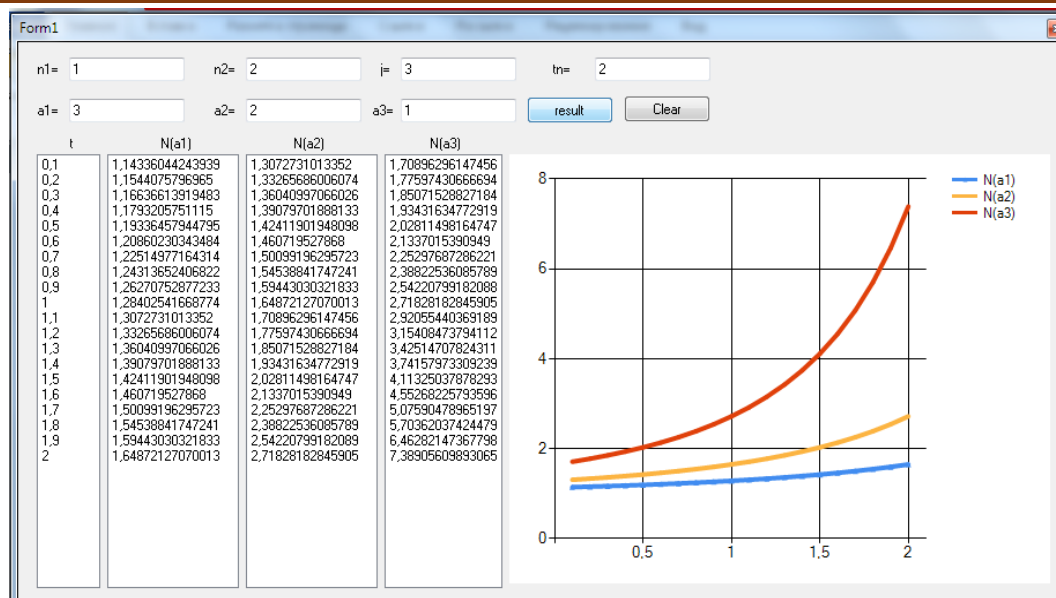 Form1
n1= 1 n2= 2 j= 3 tn= 2
a1= 3 a2= 2 a3= 1 result Clear
t N(a1) N(a2) N(a3)
0,1 1,14336044243939 1,3072731013352 1,70896296147456
0,2 1,1544075796965 1,33265686006074 1,77597430666694
0,3 1,16636613919483 1,36040997066026 1,85071528827184
0,4 1,1793205751115 1,39079701888133 1,93431634772919
0,5 1,19336457944795 1,42411901948098 2,02811498164747
0,6 1,20860230343484 1,460719527868 2,1337015390949
0,7 1,22514977164314 1,50099196295723 2,25297687286221
0,8 1,24313652406822 1,54538841747241 2,38822536085789
0,9 1,26270752877233 1,59443030321833 2,54220799182088
1 1,28402541668774 1,64872127070013 2,71828182845905
1,1 1,3072731013352 1,70896296147456 2,92055440369189
1,2 1,33265686006074 1,77597430666694 3,15408473794112
1,3 1,36040997066026 1,85071528827184 3,42514707824311
1,4 1,39079701888133 1,93431634772919 3,74157973309239
1,5 1,42411901948098 2,02811498164747 4,11325037878293
1,6 1,460719527868 2,1337015390949 4,55268225793596
1,7 1,50099196295723 2,25297687286221 5,07590478965197
1,8 1,54538841747241 2,38822536085789 5,70362037424479
1,9 1,59443030321833 2,54220799182089 6,46282147367798
2 1,64872127070013 2,71828182845905 7,38905609893065
8
6
4
2
0
0,5 1 1,5 2
N(a1)
N(a2)
N(a3)